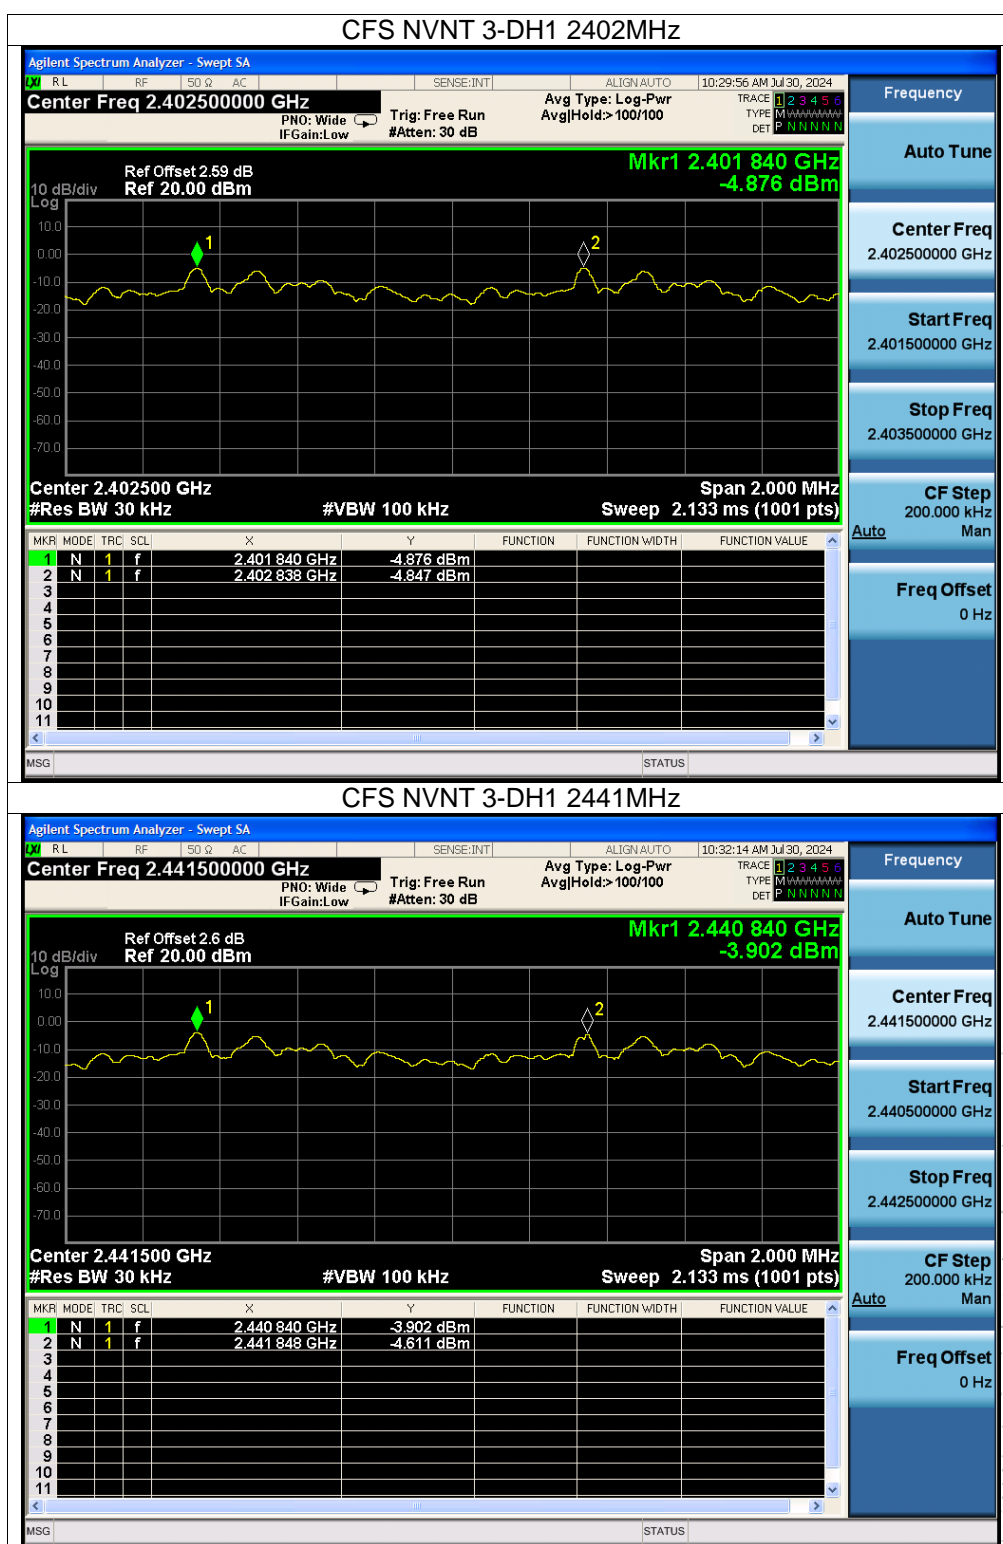 CFS NVNT 3-DH1 2402MHz
Agilent Spectrum Analyzer - Swept SA
LXI RL RF 50 Ω AC SENSE:INT ALIGN AUTO 10:29:56 AM Jul 30, 2024
Center Freq 2.402500000 GHz
PNO: Wide
IFGain:Low
Trig: Free Run
#Atten: 30 dB
Avg Type: Log-Pwr
Avg|Hold:>100/100
TRACE 1 2 3 4 5 6
TYPE MWWWWW
DET P N N N N N
Frequency
Auto Tune
Center Freq
2.402500000 GHz
Start Freq
2.401500000 GHz
Stop Freq
2.403500000 GHz
CF Step
200.000 kHz
Auto Man
Freq Offset
0 Hz
Mkr1 2.401 840 GHz
-4.876 dBm
Ref Offset 2.59 dB
10 dB/div Ref 20.00 dBm
Log
10.0
0.00
-10.0
-20.0
-30.0
-40.0
-50.0
-60.0
-70.0
1
2
Center 2.402500 GHz Span 2.000 MHz
#Res BW 30 kHz #VBW 100 kHz Sweep 2.133 ms (1001 pts)
MKR MODE TRC SCL X Y FUNCTION FUNCTION WIDTH FUNCTION VALUE
1 N 1 f 2.401 840 GHz -4.876 dBm
2 N 1 f 2.402 838 GHz -4.847 dBm
3
4
5
6
7
8
9
10
11
MSG STATUS
CFS NVNT 3-DH1 2441MHz
Agilent Spectrum Analyzer - Swept SA
LXI RL RF 50 Ω AC SENSE:INT ALIGN AUTO 10:32:14 AM Jul 30, 2024
Center Freq 2.441500000 GHz
PNO: Wide
IFGain:Low
Trig: Free Run
#Atten: 30 dB
Avg Type: Log-Pwr
Avg|Hold:>100/100
TRACE 1 2 3 4 5 6
TYPE MWWWWW
DET P N N N N N
Frequency
Auto Tune
Center Freq
2.441500000 GHz
Start Freq
2.440500000 GHz
Stop Freq
2.442500000 GHz
CF Step
200.000 kHz
Auto Man
Freq Offset
0 Hz
Mkr1 2.440 840 GHz
-3.902 dBm
Ref Offset 2.6 dB
10 dB/div Ref 20.00 dBm
Log
10.0
0.00
-10.0
-20.0
-30.0
-40.0
-50.0
-60.0
-70.0
1
2
Center 2.441500 GHz Span 2.000 MHz
#Res BW 30 kHz #VBW 100 kHz Sweep 2.133 ms (1001 pts)
MKR MODE TRC SCL X Y FUNCTION FUNCTION WIDTH FUNCTION VALUE
1 N 1 f 2.440 840 GHz -3.902 dBm
2 N 1 f 2.441 848 GHz -4.611 dBm
3
4
5
6
7
8
9
10
11
MSG STATUS